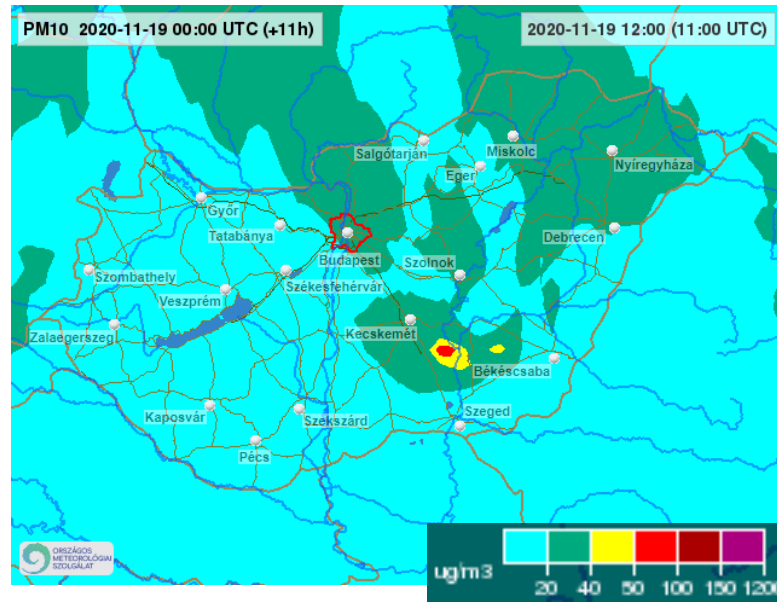 PM10 2020-11-19 00:00 UTC (+11h)
2020-11-19 12:00 (11:00 UTC)
Salgótarján
Miskolc
Nyíregyháza
Eger
Győr
Tatabánya
Debrecen
Budapest
Szolnok
Szombathely
Székesfehérvár
Veszprém
Zalaegerszeg
Kecskemét
Békéscsaba
Kaposvár
Szekszárd
Szeged
Pécs
ORSZÁGOS
METEOROLÓGIAI
SZOLGÁLAT
ug/m3
20 40 50 100 150 1200